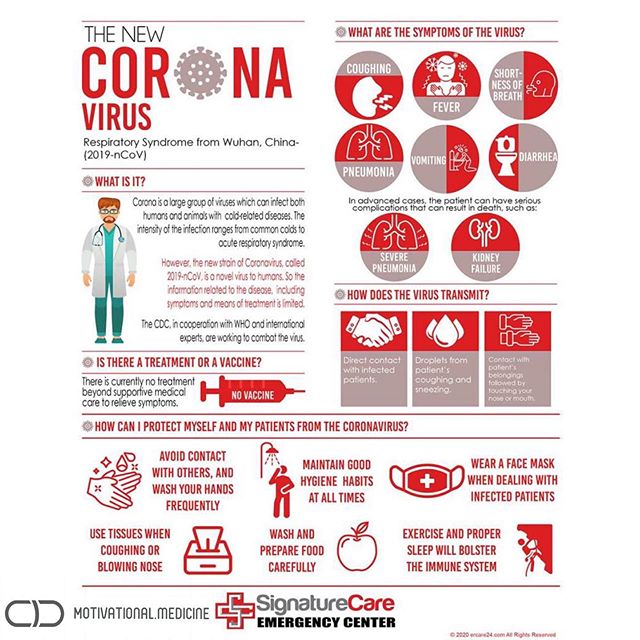 THE NEW
CORONA
VIRUS
Respiratory Syndrome from Wuhan, China-
(2019-nCoV)
WHAT IS IT?
Corona is a large group of viruses which can infect both
humans and animals with cold-related diseases. The
intensity of the infection ranges from common colds to
acute respiratory syndrome.
However, the new strain of Coronavirus, called
2019-nCoV, is a novel virus to humans. So the
information related to the disease, including
symptoms and means of treatment is limited.
The CDC, in cooperation with WHO and international
experts, are working to combat the virus.
IS THERE A TREATMENT OR A VACCINE?
There is currently no treatment
beyond supportive medical
care to relieve symptoms.
NO VACCINE
WHAT ARE THE SYMPTOMS OF THE VIRUS?
COUGHING
FEVER
SHORT-
NESS OF
BREATH
PNEUMONIA
VOMITING
DIARRHEA
In advanced cases, the patient can have serious
complications that can result in death, such as:
SEVERE
PNEUMONIA
KIDNEY
FAILURE
HOW DOES THE VIRUS TRANSMIT?
Direct contact
with infected
patients.
Droplets from
patient's
coughing and
sneezing.
Contact with
patient's
belongings
followed by
touching your
nose or mouth.
HOW CAN I PROTECT MYSELF AND MY PATIENTS FROM THE CORONAVIRUS?
AVOID CONTACT
WITH OTHERS, AND
WASH YOUR HANDS
FREQUENTLY
MAINTAIN GOOD
HYGIENE HABITS
AT ALL TIMES
WEAR A FACE MASK
WHEN DEALING WITH
INFECTED PATIENTS
USE TISSUES WHEN
COUGHING OR
BLOWING NOSE
WASH AND
PREPARE FOOD
CAREFULLY
EXERCISE AND PROPER
SLEEP WILL BOLSTER
THE IMMUNE SYSTEM
MOTIVATIONAL.MEDICINE
SignatureCare
EMERGENCY CENTER
© 2020 ercare24.com All Rights Reserved